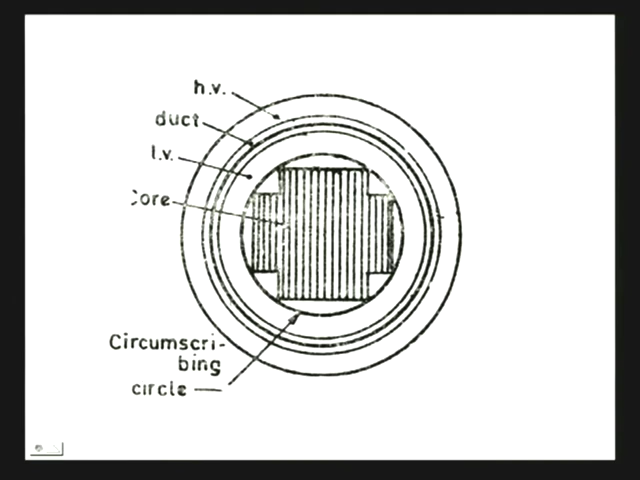 h.v.
duct
l.v.
Core
Circumscri-
bing
circle